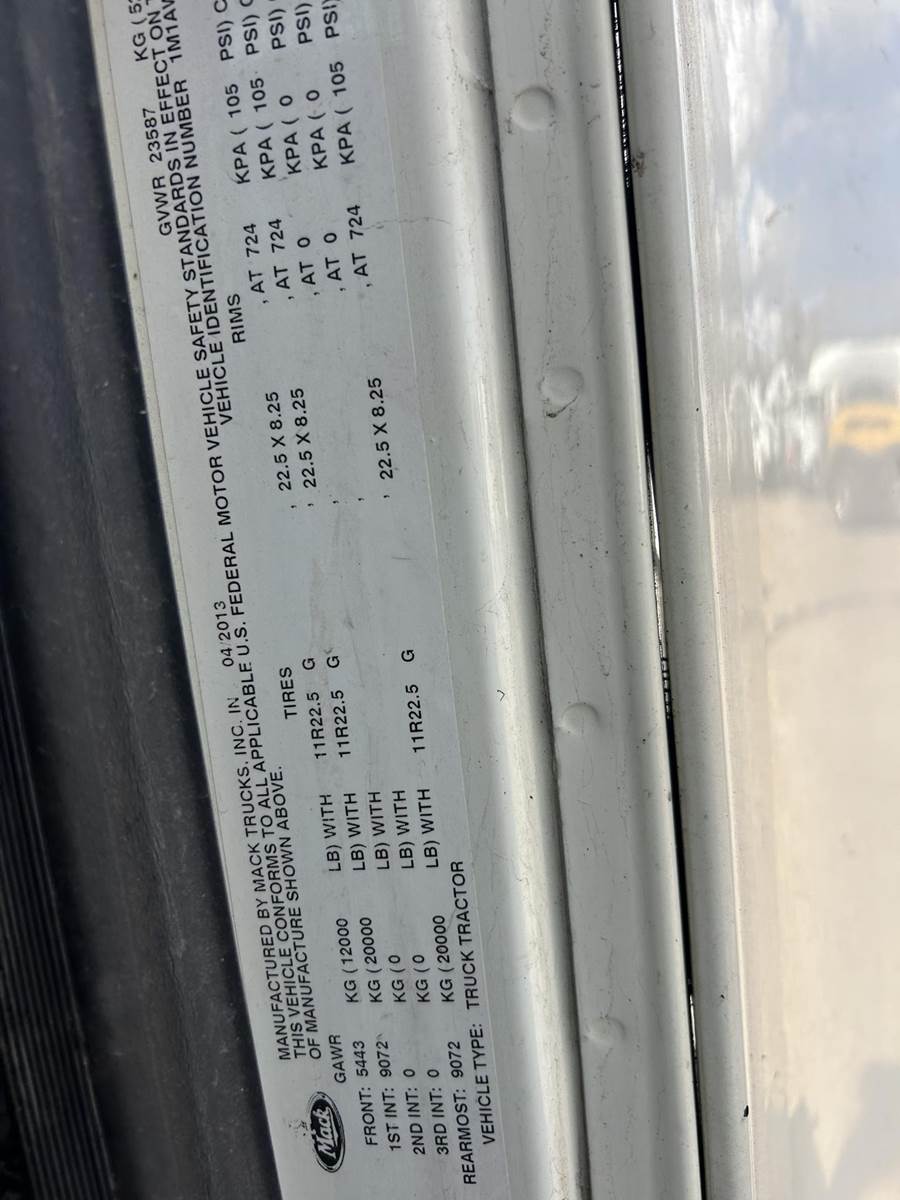 Mack
MANUFACTURED BY MACK TRUCKS, INC. IN 04/2013 GVWR 23587 KG (
THIS VEHICLE CONFORMS TO ALL APPLICABLE U.S. FEDERAL MOTOR VEHICLE SAFETY STANDARDS IN EFFECT ON
OF MANUFACTURE SHOWN ABOVE. VEHICLE IDENTIFICATION NUMBER 1M1AW
GAWR TIRES RIMS
FRONT: 5443 KG (12000 LB) WITH 11R22.5 G , 22.5 X 8.25 , AT 724 KPA ( 105 PSI)
1ST INT: 9072 KG (20000 LB) WITH 11R22.5 G , 22.5 X 8.25 , AT 724 KPA ( 105 PSI)
2ND INT: 0 KG (0 LB) WITH , , AT 0 KPA ( 0 PSI)
3RD INT: 0 KG (0 LB) WITH , , AT 0 KPA ( 0 PSI)
REARMOST: 9072 KG (20000 LB) WITH 11R22.5 G , 22.5 X 8.25 , AT 724 KPA ( 105 PSI)
VEHICLE TYPE: TRUCK TRACTOR